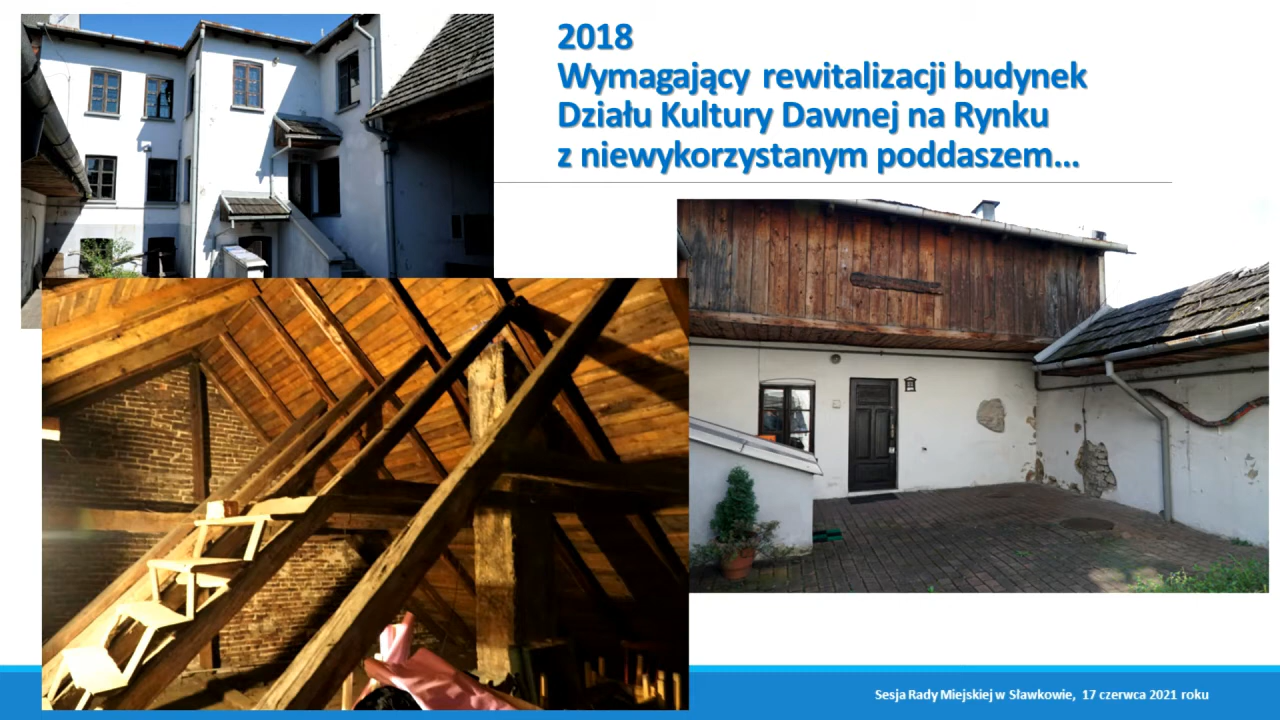 2018
Wymagający rewitalizacji budynek
Działu Kultury Dawnej na Rynku
z niewykorzystanym poddaszem...
Sesja Rady Miejskiej w Sławkowie, 17 czerwca 2021 roku